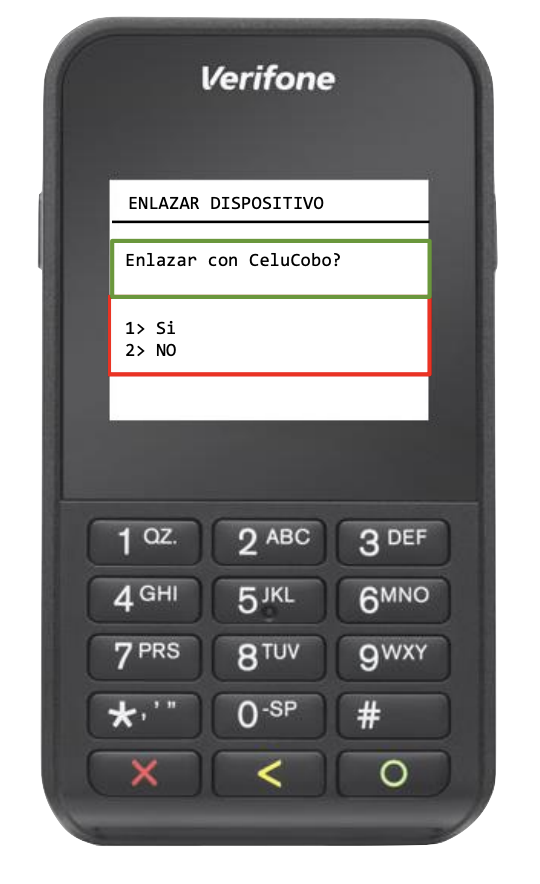 Verifone
ENLAZAR DISPOSITIVO
Enlazar con CeluCobo?
1> Si
2> NO
1 QZ. 2 ABC 3 DEF
4 GHI 5 JKL 6 MNO
7 PRS 8 TUV 9 WXY
*,'" 0 -SP #
X < O